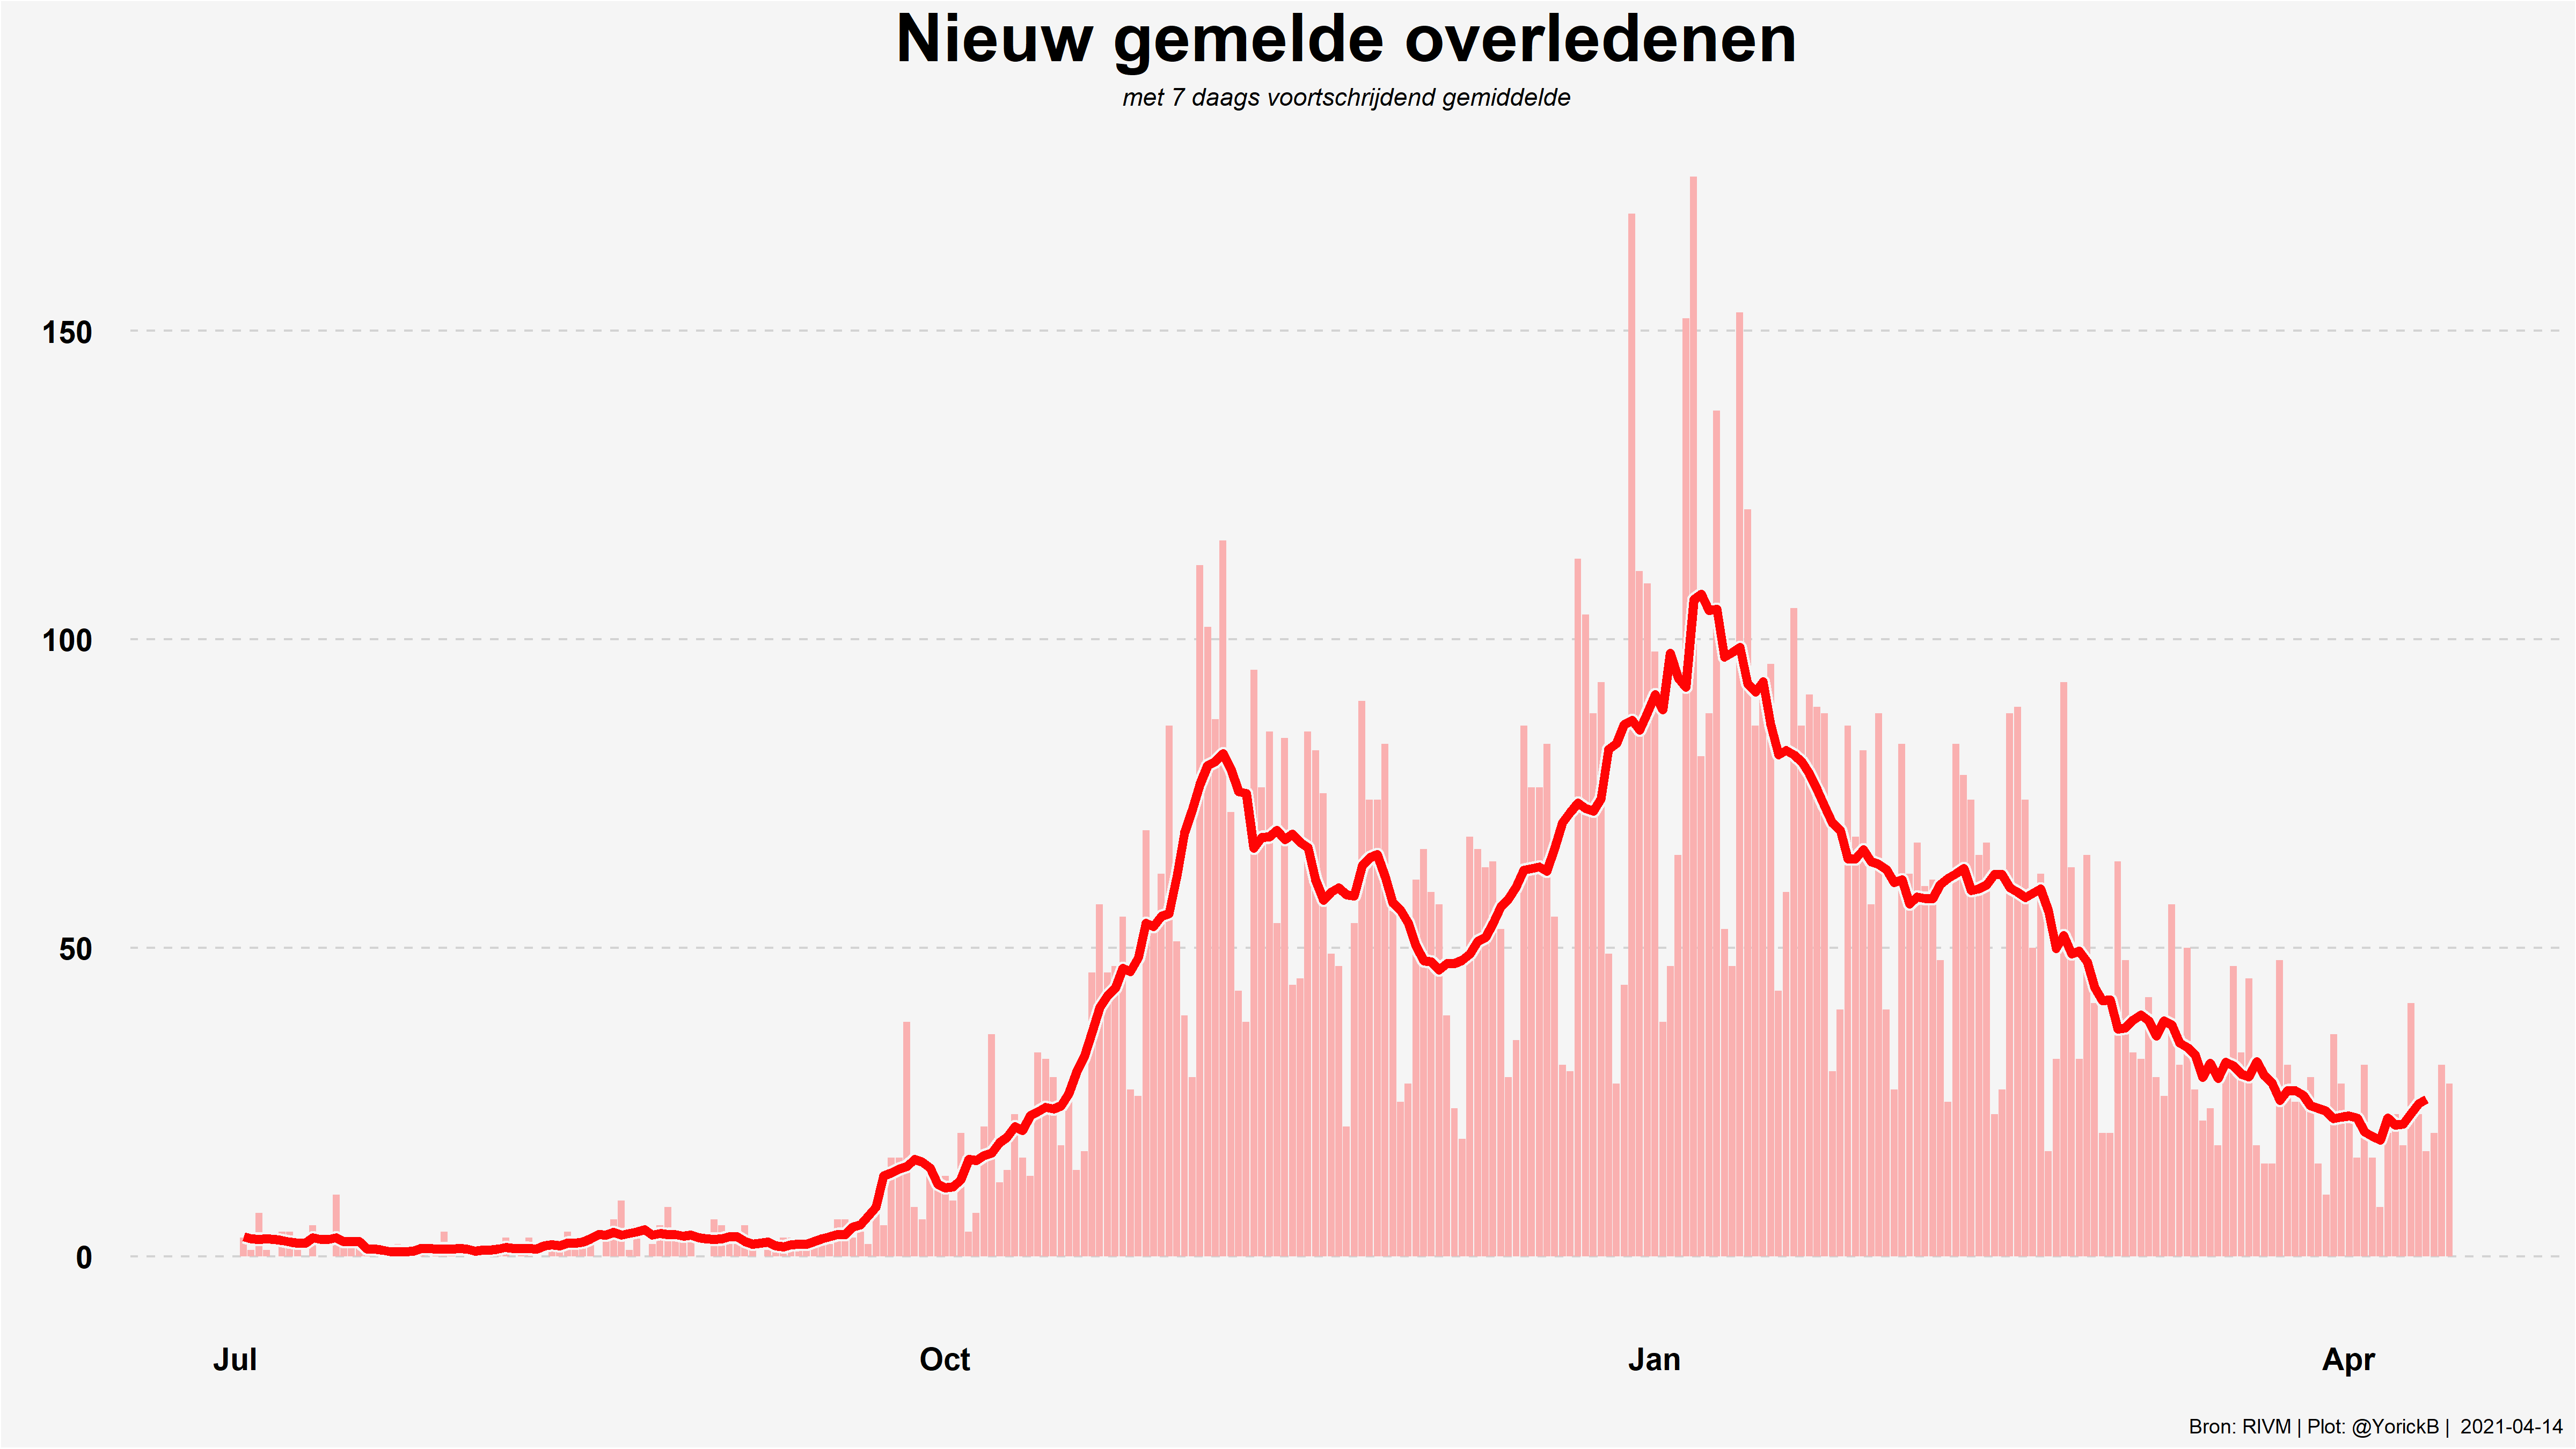 Nieuw gemelde overledenen
met 7 daags voortschrijdend gemiddelde
150
100
50
0
Jul Oct Jan Apr
Bron: RIVM | Plot: @YorickB | 2021-04-14